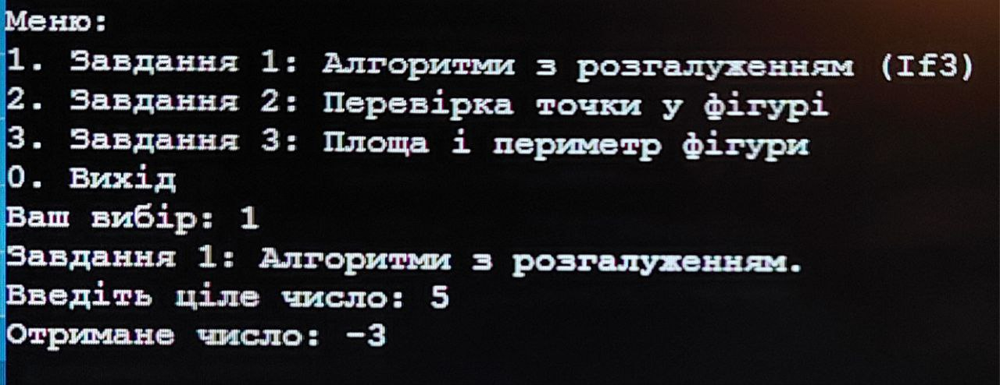 Меню:
1. Завдання 1: Алгоритми з розгалуженням (If3)
2. Завдання 2: Перевірка точки у фігурі
3. Завдання 3: Площа і периметр фігури
0. Вихід
Ваш вибір: 1
Завдання 1: Алгоритми з розгалуженням.
Введіть ціле число: 5
Отримане число: -3